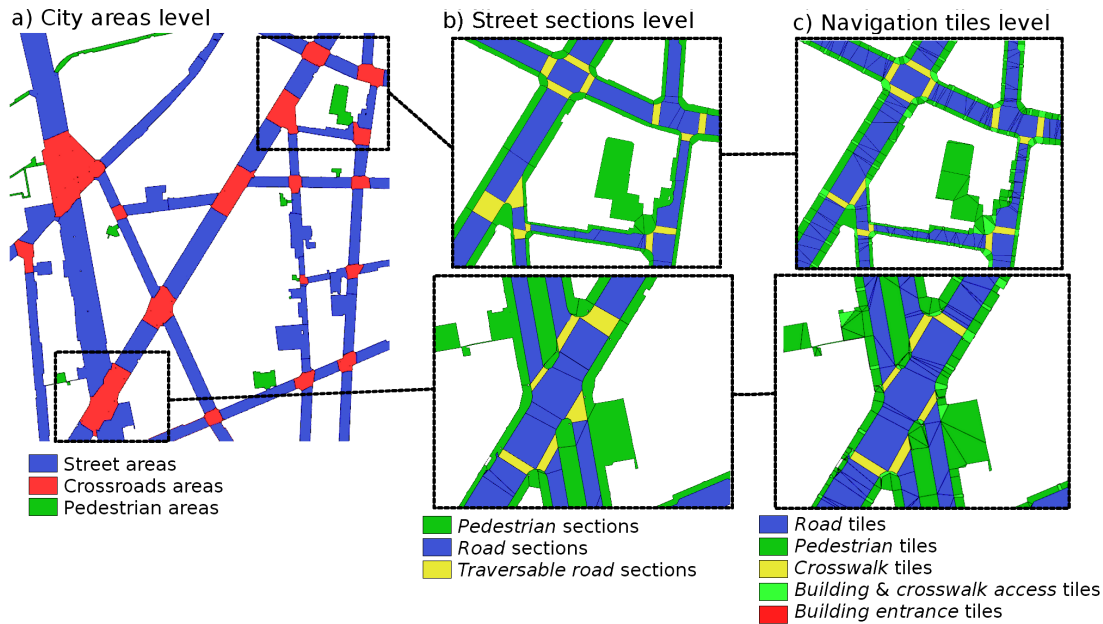 a) City areas level
b) Street sections level
c) Navigation tiles level
Street areas
Crossroads areas
Pedestrian areas
Pedestrian sections
Road sections
Traversable road sections
Road tiles
Pedestrian tiles
Crosswalk tiles
Building & crosswalk access tiles
Building entrance tiles